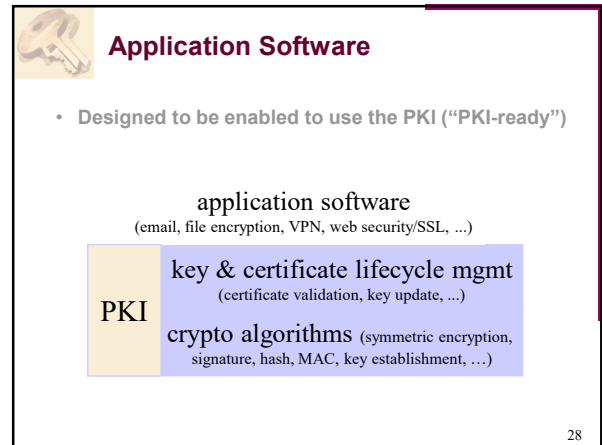 Application Software
• Designed to be enabled to use the PKI (“PKI-ready”)
application software
(email, file encryption, VPN, web security/SSL, ...)
PKI
key & certificate lifecycle mgmt
(certificate validation, key update, ...)
crypto algorithms (symmetric encryption,
signature, hash, MAC, key establishment, …)
28